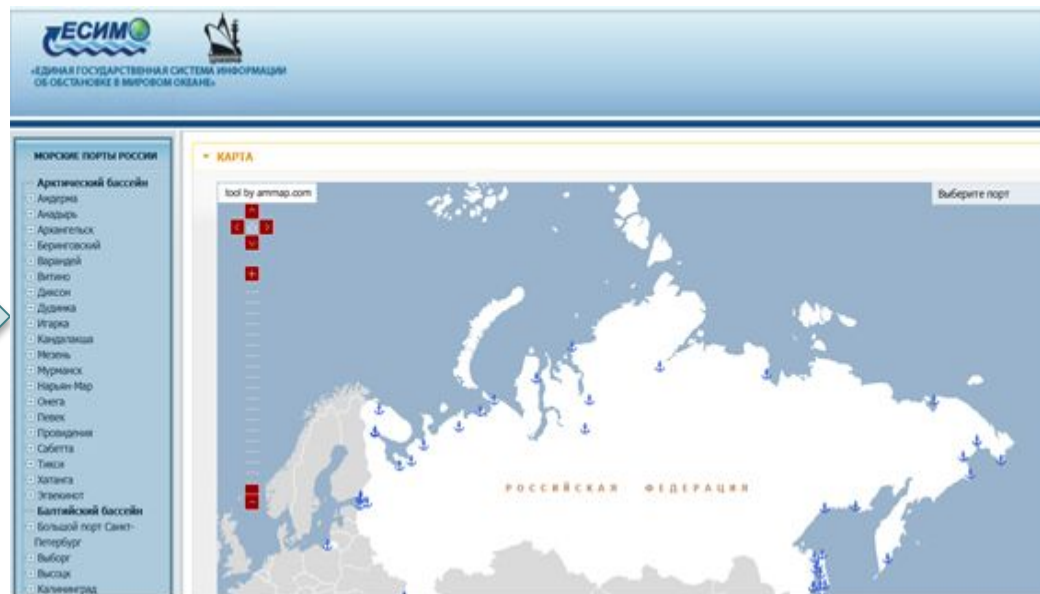 ЕСИМО
«ЕДИНАЯ ГОСУДАРСТВЕННАЯ СИСТЕМА ИНФОРМАЦИИ
ОБ ОБСТАНОВКЕ В МИРОВОМ ОКЕАНЕ»
МОРСКИЕ ПОРТЫ РОССИИ
Арктический бассейн
Амдерма
Анадырь
Архангельск
Беринговский
Варандей
Витино
Диксон
Дудинка
Игарка
Кандалакша
Мезень
Мурманск
Нарьян-Мар
Онега
Певек
Провидения
Сабетта
Тикси
Хатанга
Эгвекинот
Балтийский бассейн
Большой порт Санкт-
Петербург
Выборг
Высоцк
Калининград
КАРТА
tool by ammap.com
Выберите порт
РОССИЙСКАЯ ФЕДЕРАЦИЯ